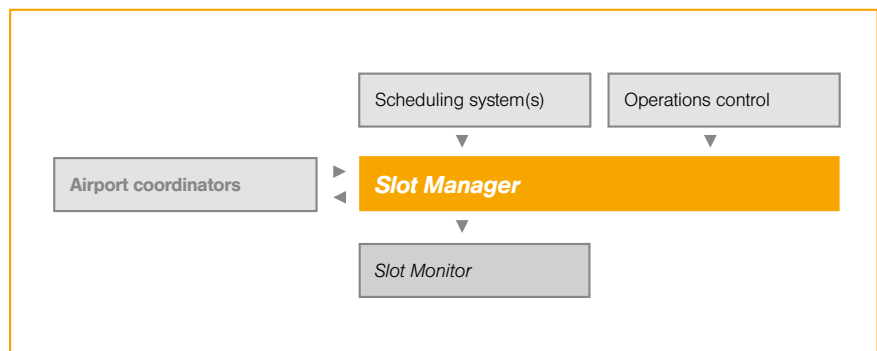 Scheduling system(s)
Operations control
Airport coordinators
Slot Manager
Slot Monitor